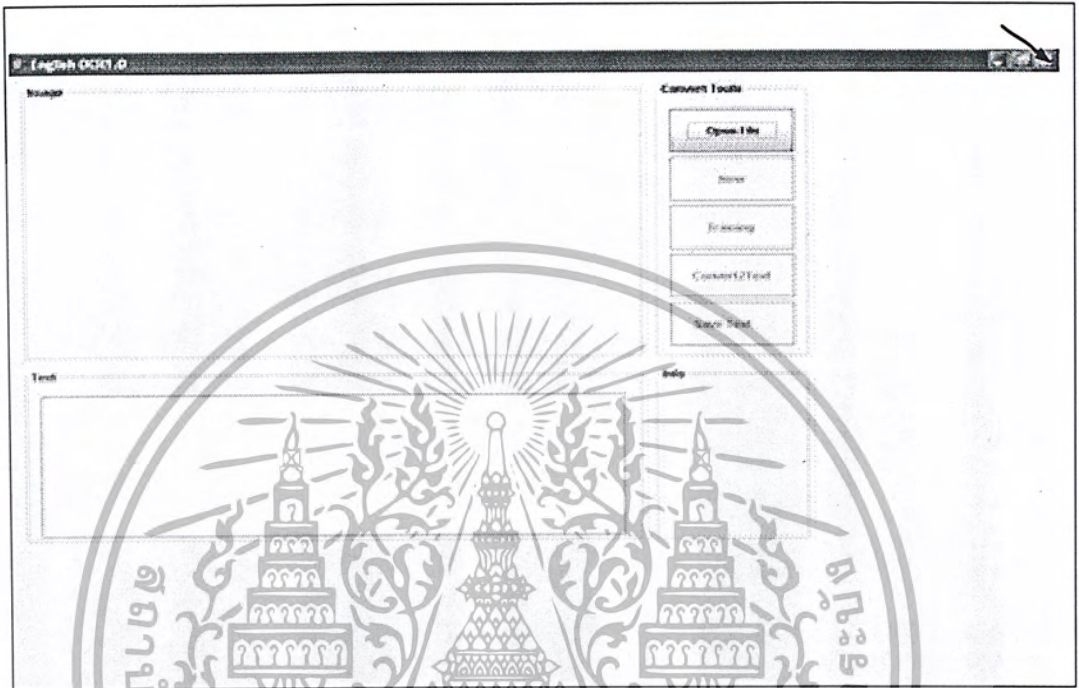 English OCR1.0
Image
Convert Tools
Open File
Training
Convert2Text
Save Text
Text
Help